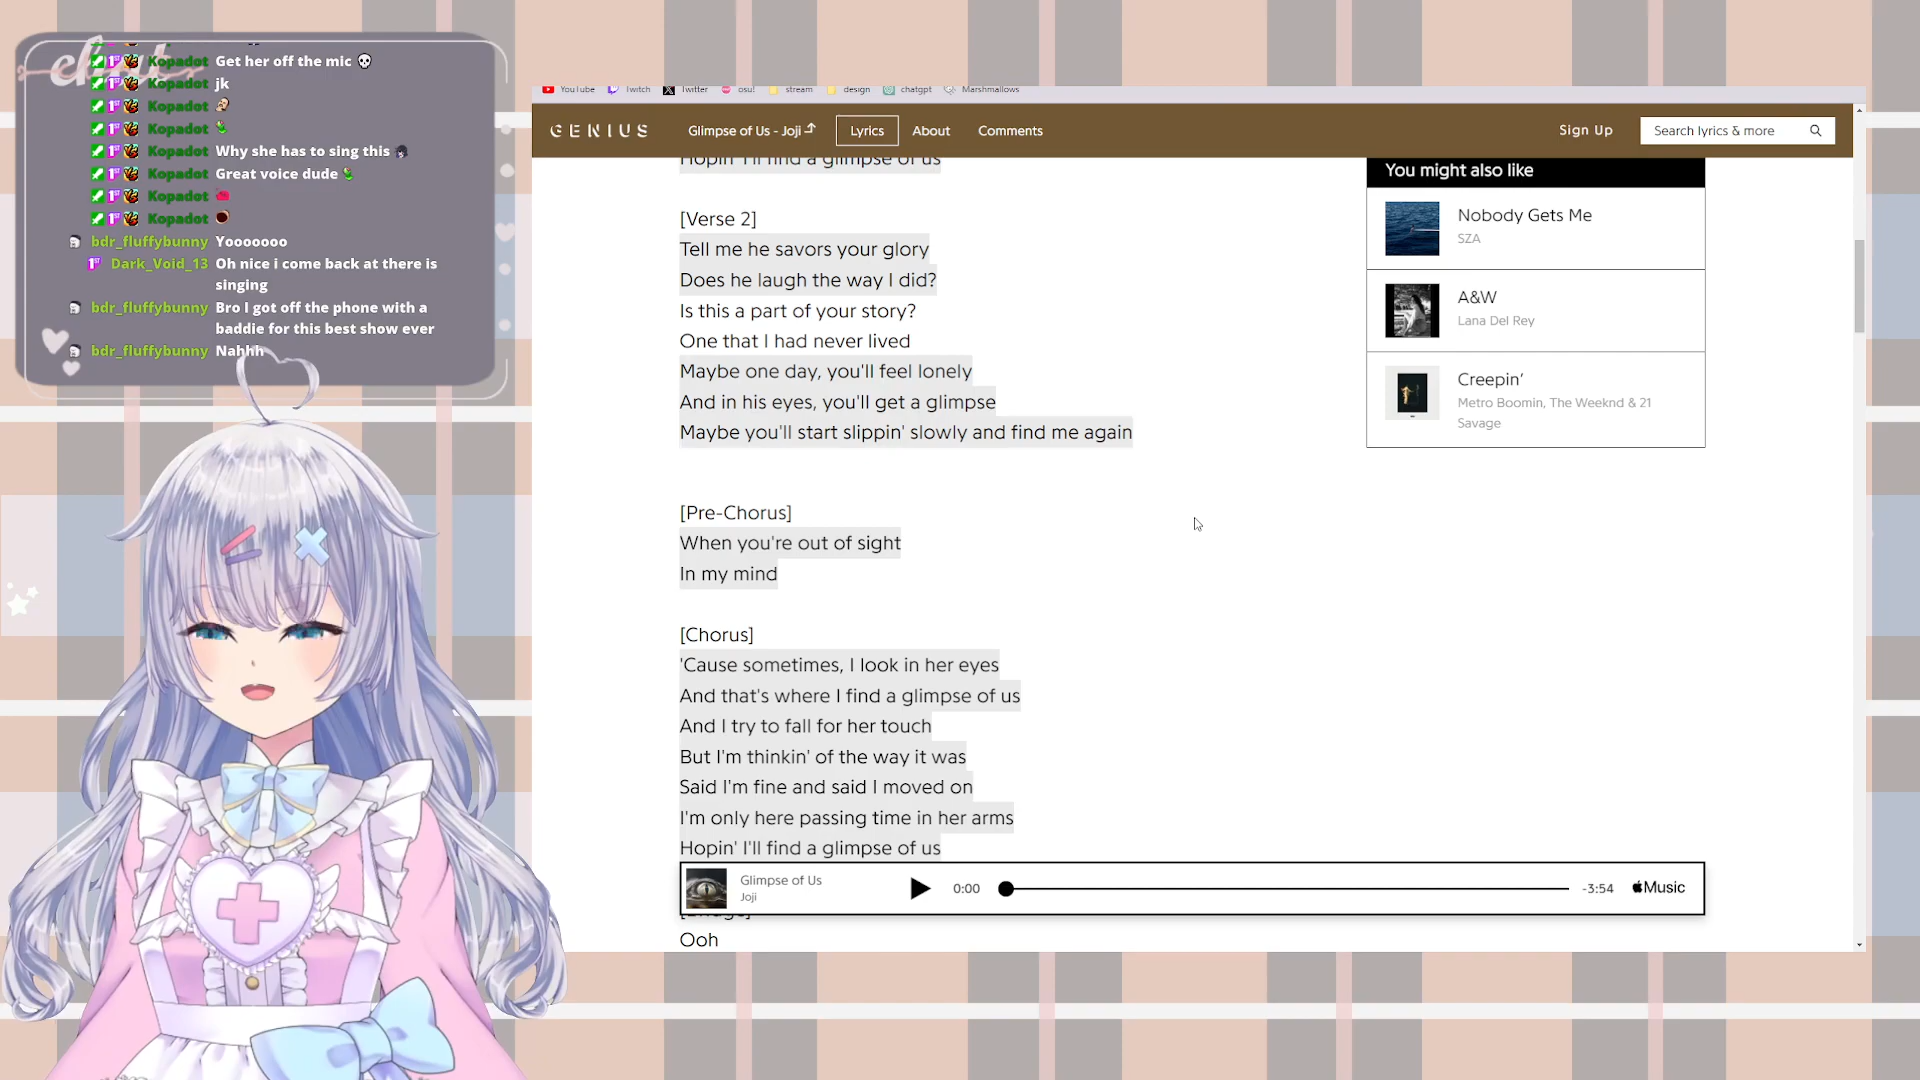 chat
Kopadot Get her off the mic
Kopadot jk
Kopadot
Kopadot
Kopadot Why she has to sing this
Kopadot Great voice dude
Kopadot
Kopadot
bdr_fluffybunny Yooooooo
Dark_Void_13 Oh nice i come back at there is
singing
bdr_fluffybunny Bro I got off the phone with a
baddie for this best show ever
bdr_fluffybunny Nahhh
YouTube Twitch Twitter osu! stream design chatgpt Marshmallows
GENIUS Glimpse of Us - Joji Lyrics About Comments Sign Up Search lyrics & more
Hopin' I'll find a glimpse of us
[Verse 2]
Tell me he savors your glory
Does he laugh the way I did?
Is this a part of your story?
One that I had never lived
Maybe one day, you'll feel lonely
And in his eyes, you'll get a glimpse
Maybe you'll start slippin' slowly and find me again
[Pre-Chorus]
When you're out of sight
In my mind
[Chorus]
'Cause sometimes, I look in her eyes
And that's where I find a glimpse of us
And I try to fall for her touch
But I'm thinkin' of the way it was
Said I'm fine and said I moved on
I'm only here passing time in her arms
Hopin' I'll find a glimpse of us
[Bridge]
Ooh
You might also like
Nobody Gets Me
SZA
A&W
Lana Del Rey
Creepin’
Metro Boomin, The Weeknd & 21
Savage
Glimpse of Us
Joji
0:00
-3:54
Music